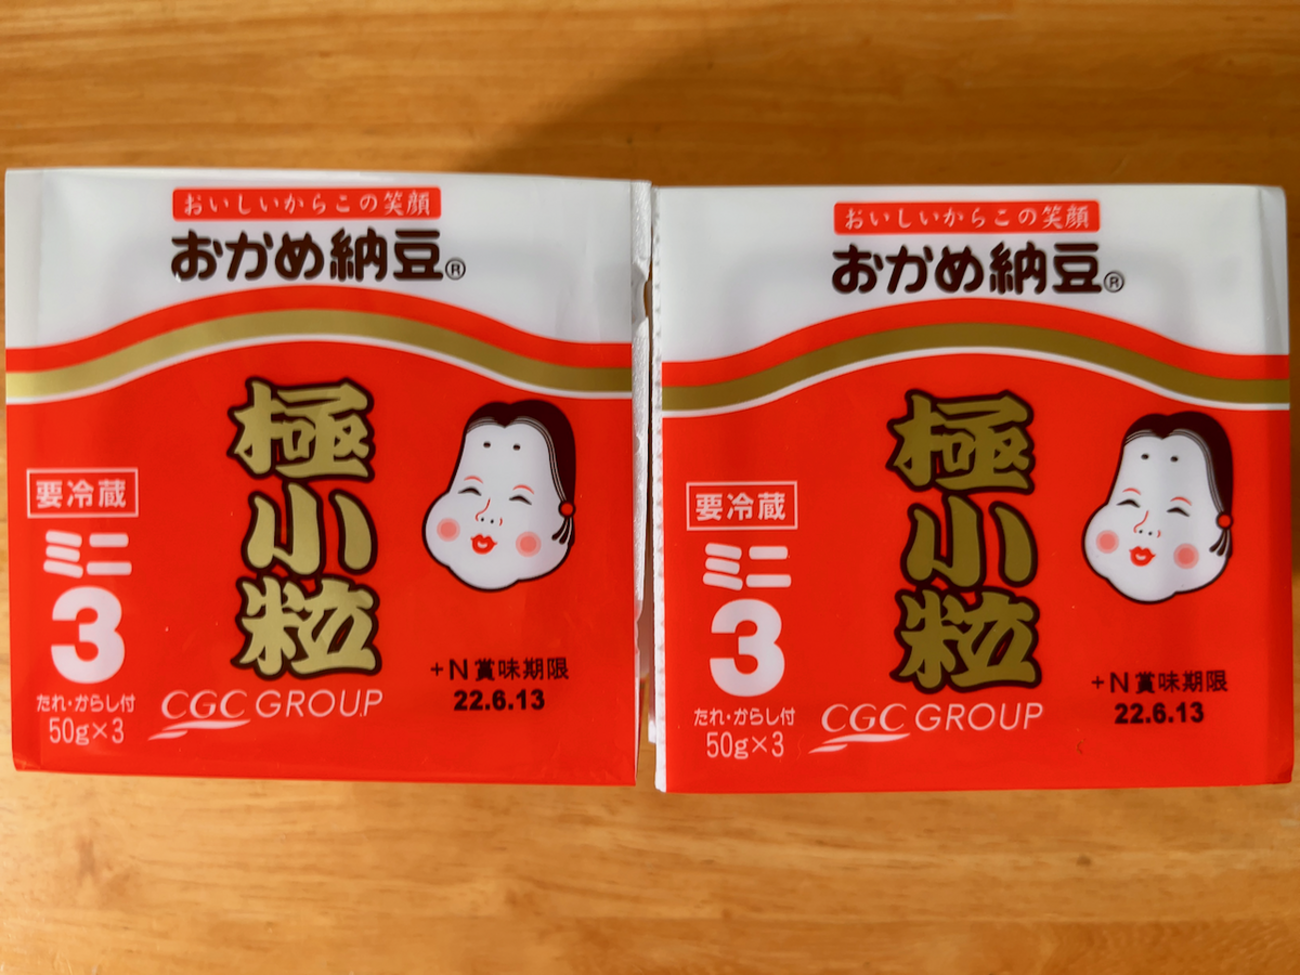 おいしいからこの笑顔
おかめ納豆®
極小粒
要冷蔵
ミニ
3
たれ・からし付
50g×3
CGC GROUP
+N 賞味期限
22.6.13
おいしいからこの笑顔
おかめ納豆®
極小粒
要冷蔵
ミニ
3
たれ・からし付
50g×3
CGC GROUP
+N 賞味期限
22.6.13